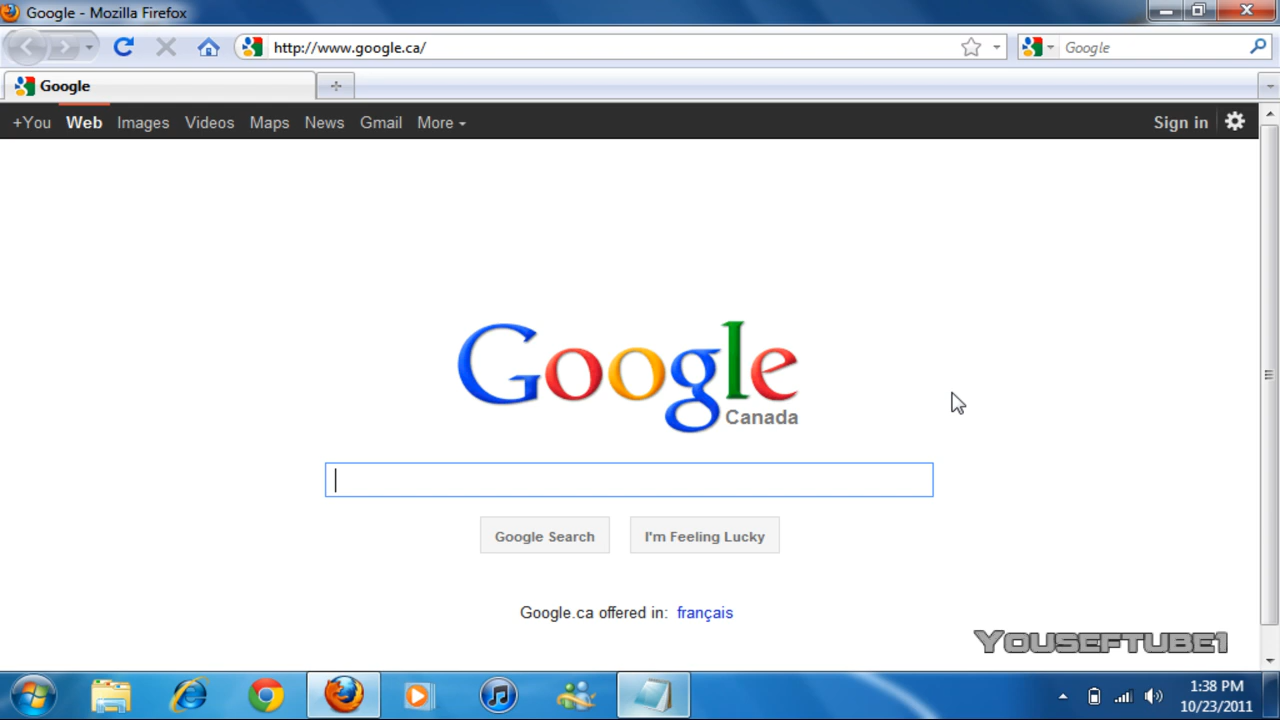 Google - Mozilla Firefox
http://www.google.ca/
Google
Google
+You Web Images Videos Maps News Gmail More
Sign in
Google
Canada
Google Search
I'm Feeling Lucky
Google.ca offered in: français
YOUSEFTUBE1
1:38 PM
10/23/2011